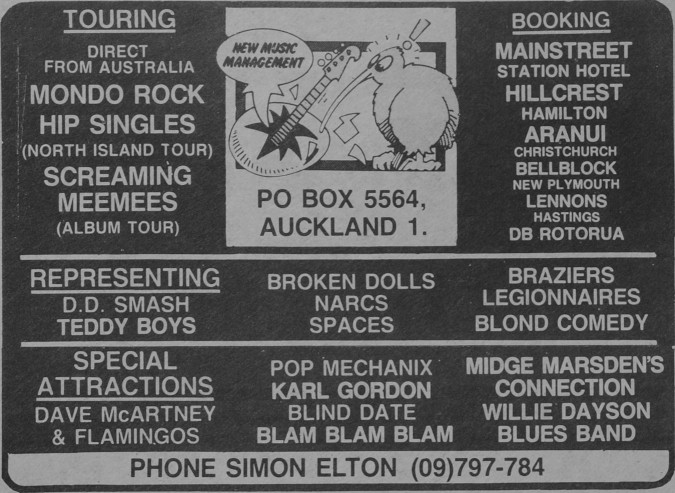 TOURING
DIRECT
FROM AUSTRALIA
MONDO ROCK
HIP SINGLES
(NORTH ISLAND TOUR)
SCREAMING
MEEMEES
(ALBUM TOUR)
NEW MUSIC
MANAGEMENT
PO BOX 5564,
AUCKLAND 1.
BOOKING
MAINSTREET
STATION HOTEL
HILLCREST
HAMILTON
ARANUI
CHRISTCHURCH
BELLBLOCK
NEW PLYMOUTH
LENNONS
HASTINGS
DB ROTORUA
REPRESENTING
D.D. SMASH
TEDDY BOYS
BROKEN DOLLS
NARCS
SPACES
BRAZIERS
LEGIONNAIRES
BLOND COMEDY
SPECIAL
ATTRACTIONS
DAVE McARTNEY
& FLAMINGOS
POP MECHANIX
KARL GORDON
BLIND DATE
BLAM BLAM BLAM
MIDGE MARSDEN'S
CONNECTION
WILLIE DAYSON
BLUES BAND
PHONE SIMON ELTON (09)797-784